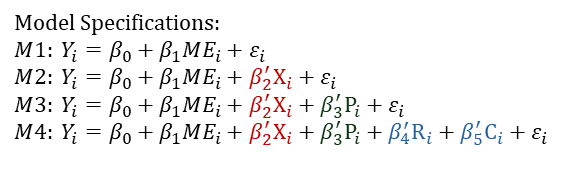 Model Specifications:
M1: Yᵢ = β₀ + β₁MEᵢ + εᵢ
M2: Yᵢ = β₀ + β₁MEᵢ + β₂′Xᵢ + εᵢ
M3: Yᵢ = β₀ + β₁MEᵢ + β₂′Xᵢ + β₃′Pᵢ + εᵢ
M4: Yᵢ = β₀ + β₁MEᵢ + β₂′Xᵢ + β₃′Pᵢ + β₄′Rᵢ + β₅′Cᵢ + εᵢ